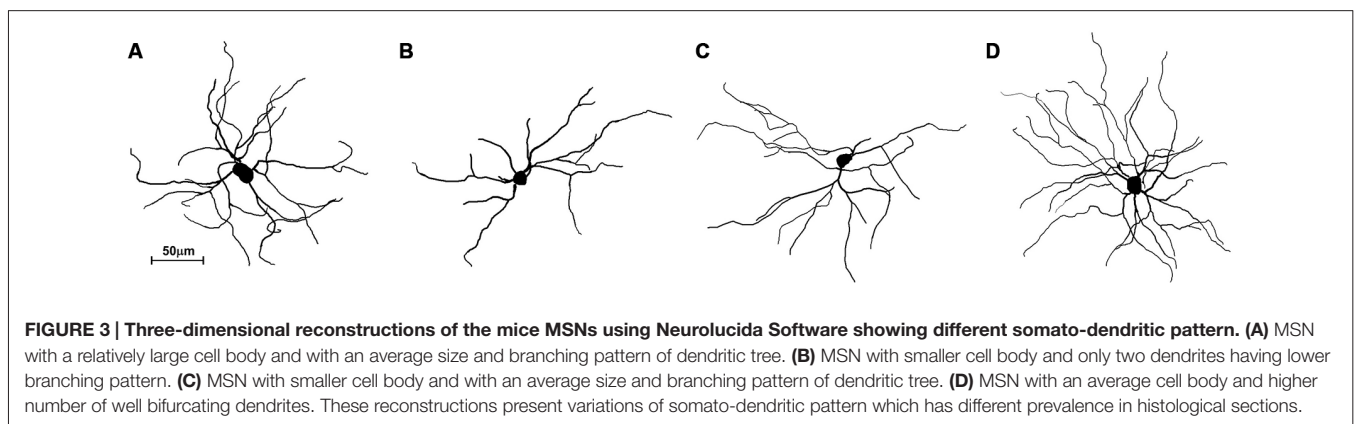 A
B
C
D
50µm
FIGURE 3 | Three-dimensional reconstructions of the mice MSNs using Neurolucida Software showing different somato-dendritic pattern. (A) MSN
with a relatively large cell body and with an average size and branching pattern of dendritic tree. (B) MSN with smaller cell body and only two dendrites having lower
branching pattern. (C) MSN with smaller cell body and with an average size and branching pattern of dendritic tree. (D) MSN with an average cell body and higher
number of well bifurcating dendrites. These reconstructions present variations of somato-dendritic pattern which has different prevalence in histological sections.